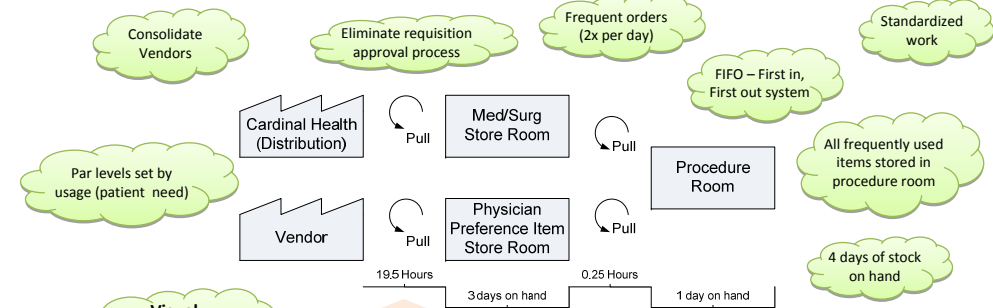 Consolidate
Vendors
Eliminate requisition
approval process
Frequent orders
(2x per day)
Standardized
work
FIFO – First in,
First out system
Cardinal Health
(Distribution)
Pull
Med/Surg
Store Room
Pull
Procedure
Room
All frequently used
items stored in
procedure room
Par levels set by
usage (patient need)
Vendor
Pull
Physician
Preference Item
Store Room
Pull
4 days of stock
on hand
19.5 Hours
3 days on hand
0.25 Hours
1 day on hand